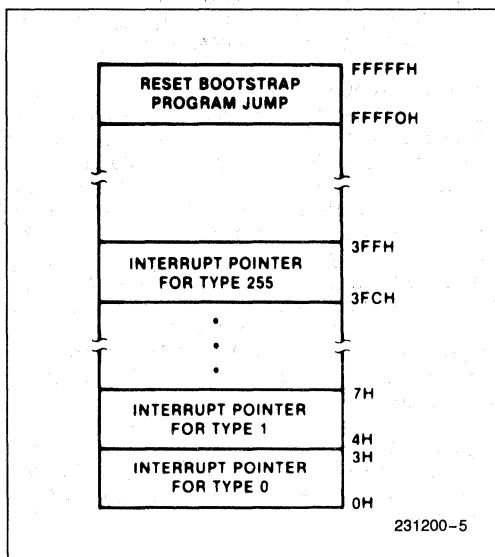 RESET BOOTSTRAP
PROGRAM JUMP
FFFFFH
FFFF0H
INTERRUPT POINTER
FOR TYPE 255
3FFH
3FCH
INTERRUPT POINTER
FOR TYPE 1
7H
4H
INTERRUPT POINTER
FOR TYPE 0
3H
0H
231200-5